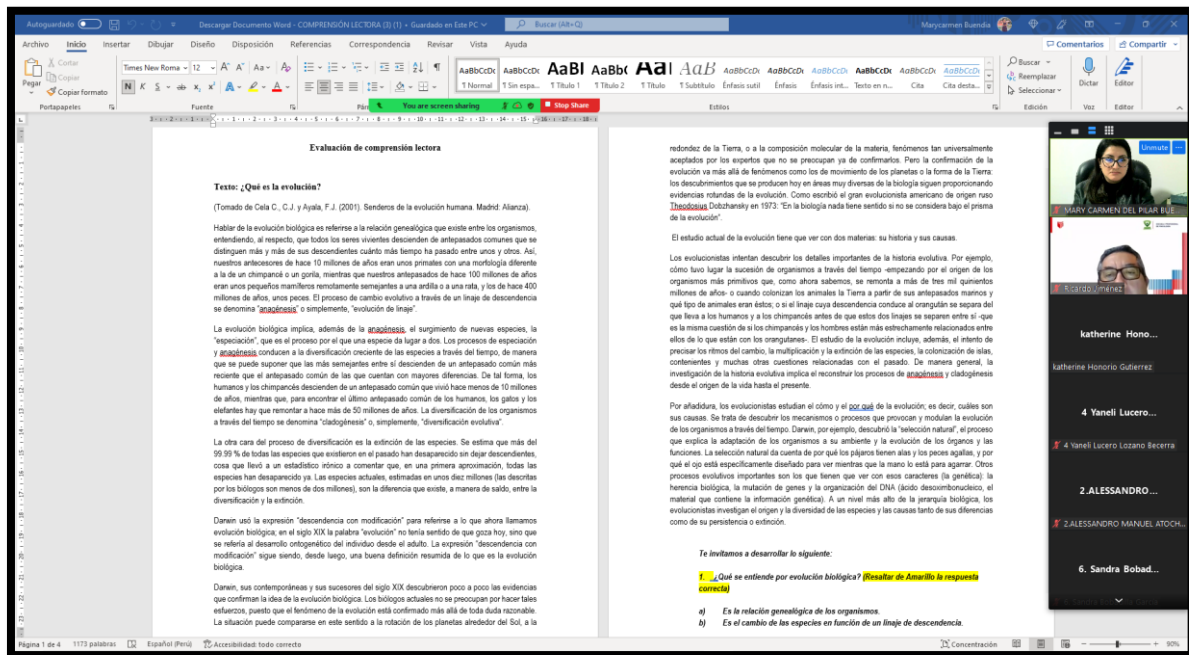 Autoguardado
Descargar Documento Word - COMPRENSIÓN LECTORA (3) (1) • Guardado en Este PC
Buscar (Alt+Q)
Marycarmen Buendia
Archivo Inicio Insertar Dibujar Diseño Disposición Referencias Correspondencia Revisar Vista Ayuda
Comentarios Compartir
Pegar
Cortar
Copiar
Copiar formato
Portapapeles
Times New Roma 12
N K S
Fuente
You are screen sharing Stop Share
AaBbCcDc AaBbCcDc AaBl AaBb( AaI AaB AaBbCcDc AaBbCcDc AaBbCcDc AaBbCcDc AaBbCcDc AaBbCcDc
1 Normal 1 Sin espa... 1 Título 1 1 Título 2 1 Título 1 Subtítulo Énfasis sutil Énfasis Énfasis int... Texto en n... Cita Cita desta...
Estilos
Buscar
Reemplazar
Seleccionar
Edición
Dictar
Voz
Editor
Editor
Evaluación de comprensión lectora
Texto: ¿Qué es la evolución?
(Tomado de Cela C., C.J. y Ayala, F.J. (2001). Senderos de la evolución humana. Madrid: Alianza).
Hablar de la evolución biológica es referirse a la relación genealógica que existe entre los organismos,
entendiendo, al respecto, que todos los seres vivientes descienden de antepasados comunes que se
distinguen más y más de sus descendientes cuánto más tiempo ha pasado entre unos y otros. Así,
nuestros antecesores de hace 10 millones de años eran unos primates con una morfología diferente
a la de un chimpancé o un gorila, mientras que nuestros antepasados de hace 100 millones de años
eran unos pequeños mamíferos remotamente semejantes a una ardilla o a una rata, y los de hace 400
millones de años, unos peces. El proceso de cambio evolutivo a través de un linaje de descendencia
se denomina "anagénesis" o simplemente, "evolución de linaje".
La evolución biológica implica, además de la anagénesis, el surgimiento de nuevas especies, la
"especiación", que es el proceso por el que una especie da lugar a dos. Los procesos de especiación
y anagénesis conducen a la diversificación creciente de las especies a través del tiempo, de manera
que se puede suponer que las más semejantes entre sí descienden de un antepasado común más
reciente que el antepasado común de las que cuentan con mayores diferencias. De tal forma, los
humanos y los chimpancés descienden de un antepasado común que vivió hace menos de 10 millones
de años, mientras que, para encontrar el último antepasado común de los humanos, los gatos y los
elefantes hay que remontar a hace más de 50 millones de años. La diversificación de los organismos
a través del tiempo se denomina "cladogénesis" o, simplemente, "diversificación evolutiva".
La otra cara del proceso de diversificación es la extinción de las especies. Se estima que más del
99.99 % de todas las especies que existieron en el pasado han desaparecido sin dejar descendientes,
cosa que llevó a un estadístico irónico a comentar que, en una primera aproximación, todas las
especies han desaparecido ya. Las especies actuales, estimadas en unos diez millones (las descritas
por los biólogos son menos de dos millones), son la diferencia que existe, a manera de saldo, entre la
diversificación y la extinción.
Darwin usó la expresión "descendencia con modificación" para referirse a lo que ahora llamamos
evolución biológica; en el siglo XIX la palabra "evolución" no tenía sentido de que goza hoy, sino que
se refería al desarrollo ontogenético del individuo desde el adulto. La expresión "descendencia con
modificación" sigue siendo, desde luego, una buena definición resumida de lo que es la evolución
biológica.
Darwin, sus contemporáneas y sus sucesores del siglo XIX descubrieron poco a poco las evidencias
que confirman la idea de la evolución biológica. Los biólogos actuales no se preocupan por hacer tales
esfuerzos, puesto que el fenómeno de la evolución está confirmado más allá de toda duda razonable.
La situación puede compararse en este sentido a la rotación de los planetas alrededor del Sol, a la
redondez de la Tierra, o a la composición molecular de la materia, fenómenos tan universalmente
aceptados por los expertos que no se preocupan ya de confirmarlos. Pero la confirmación de la
evolución va más allá de fenómenos como los de movimiento de los planetas o la forma de la Tierra:
los descubrimientos que se producen hoy en áreas muy diversas de la biología siguen proporcionando
evidencias rotundas de la evolución. Como escribió el gran evolucionista americano de origen ruso
Theodosius Dobzhansky en 1973: "En la biología nada tiene sentido si no se considera bajo el prisma
de la evolución".
El estudio actual de la evolución tiene que ver con dos materias: su historia y sus causas.
Los evolucionistas intentan descubrir los detalles importantes de la historia evolutiva. Por ejemplo,
cómo tuvo lugar la sucesión de organismos a través del tiempo -empezando por el origen de los
organismos más primitivos que, como ahora sabemos, se remonta a más de tres mil quinientos
millones de años- o cuando colonizan los animales la Tierra a partir de sus antepasados marinos y
qué tipo de animales eran éstos; o si el linaje cuya descendencia conduce al orangután se separa del
que lleva a los humanos y a los chimpancés antes de que estos dos linajes se separen entre sí -que
es la misma cuestión de si los chimpancés y los hombres están más estrechamente relacionados entre
ellos de lo que están con los orangutanes-. El estudio de la evolución incluye, además, el intento de
precisar los ritmos del cambio, la multiplicación y la extinción de las especies, la colonización de islas,
contenientes y muchas otras cuestiones relacionadas con el pasado. De manera general, la
investigación de la historia evolutiva implica el reconstruir los procesos de anagénesis y cladogénesis
desde el origen de la vida hasta el presente.
Por añadidura, los evolucionistas estudian el cómo y el por qué de la evolución; es decir, cuáles son
sus causas. Se trata de descubrir los mecanismos o procesos que provocan y modulan la evolución
de los organismos a través del tiempo. Darwin, por ejemplo, descubrió la "selección natural", el proceso
que explica la adaptación de los organismos a su ambiente y la evolución de los órganos y las
funciones. La selección natural da cuenta de por qué los pájaros tienen alas y los peces agallas, y por
qué el ojo está específicamente diseñado para ver mientras que la mano lo está para agarrar. Otros
procesos evolutivos importantes son los que tienen que ver con esos caracteres (la genética): la
herencia biológica, la mutación de genes y la organización del DNA (ácido desoximbonucleico, el
material que contiene la información genética). A un nivel más alto de la jerarquía biológica, los
evolucionistas investigan el origen y la diversidad de las especies y las causas tanto de sus diferencias
como de su persistencia o extinción.
Te invitamos a desarrollar lo siguiente:
1. ¿Qué se entiende por evolución biológica? (Resaltar de Amarillo la respuesta
correcta)
a) Es la relación genealógica de los organismos.
b) Es el cambio de las especies en función de un linaje de descendencia.
Unmute
MARY CARMEN DEL PILAR BUE...
Ricardo Jiménez
katherine Hono...
katherine Honorio Gutierrez
4 Yaneli Lucero...
4 Yaneli Lucero Lozano Becerra
2.ALESSANDRO...
2.ALESSANDRO MANUEL ATOCH...
6. Sandra Bobad...
Página 1 de 4 1173 palabras Español (Perú) Accesibilidad: todo correcto
Concentración 90%